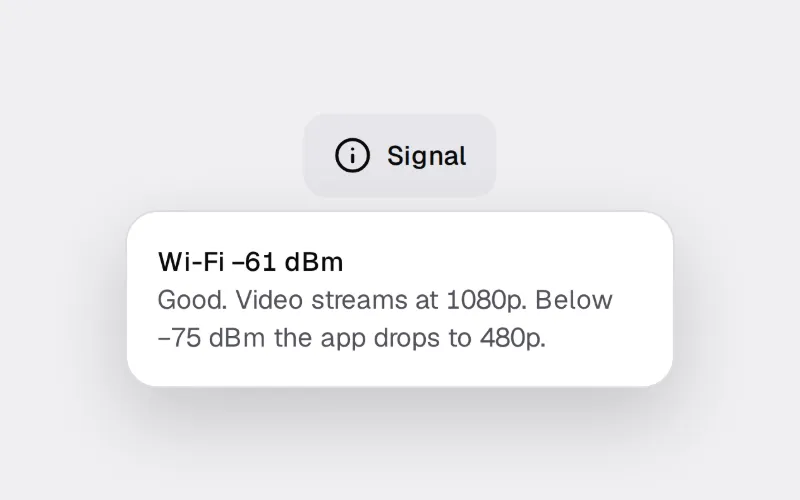 Signal
Wi-Fi −61 dBm
Good. Video streams at 1080p. Below
−75 dBm the app drops to 480p.